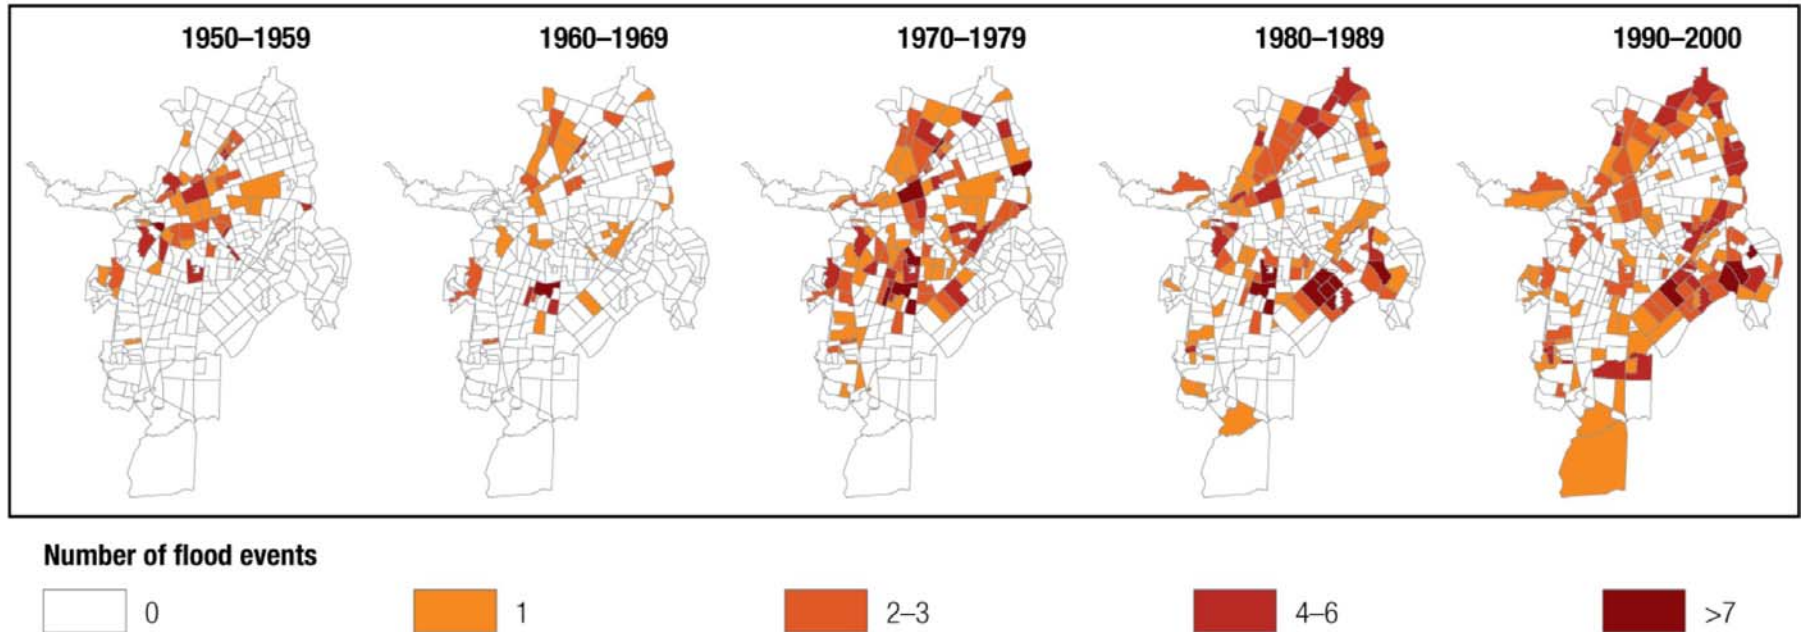 1950–1959 1960–1969 1970–1979 1980–1989 1990–2000
Number of flood events
0 1 2–3 4–6 >7